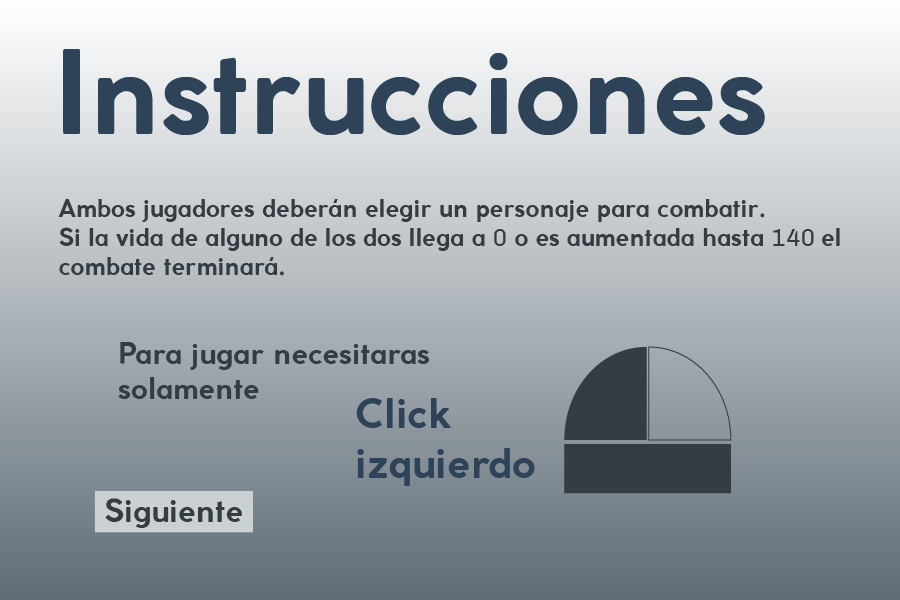 Instrucciones
Ambos jugadores deberán elegir un personaje para combatir.
Si la vida de alguno de los dos llega a 0 o es aumentada hasta 140 el
combate terminará.
Para jugar necesitaras
solamente
Click
izquierdo
Siguiente